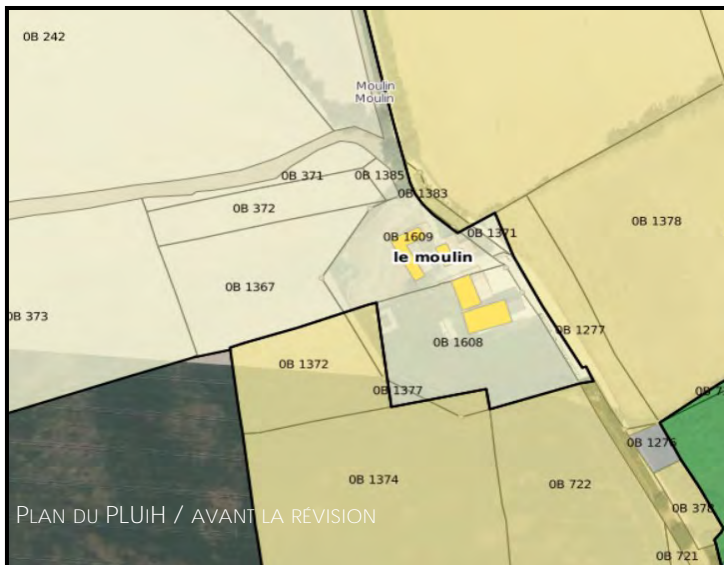 0B 242
Moulin
Moulin
0B 371
0B 1385
0B 1383
0B 372
0B 1378
0B 1609
0B 1371
le moulin
0B 1367
0B 373
0B 1277
0B 1608
0B 1372
0B 1377
0B 1276
0B 1374
0B 722
0B 378
PLAN DU PLUiH / AVANT LA RÉVISION
0B 721